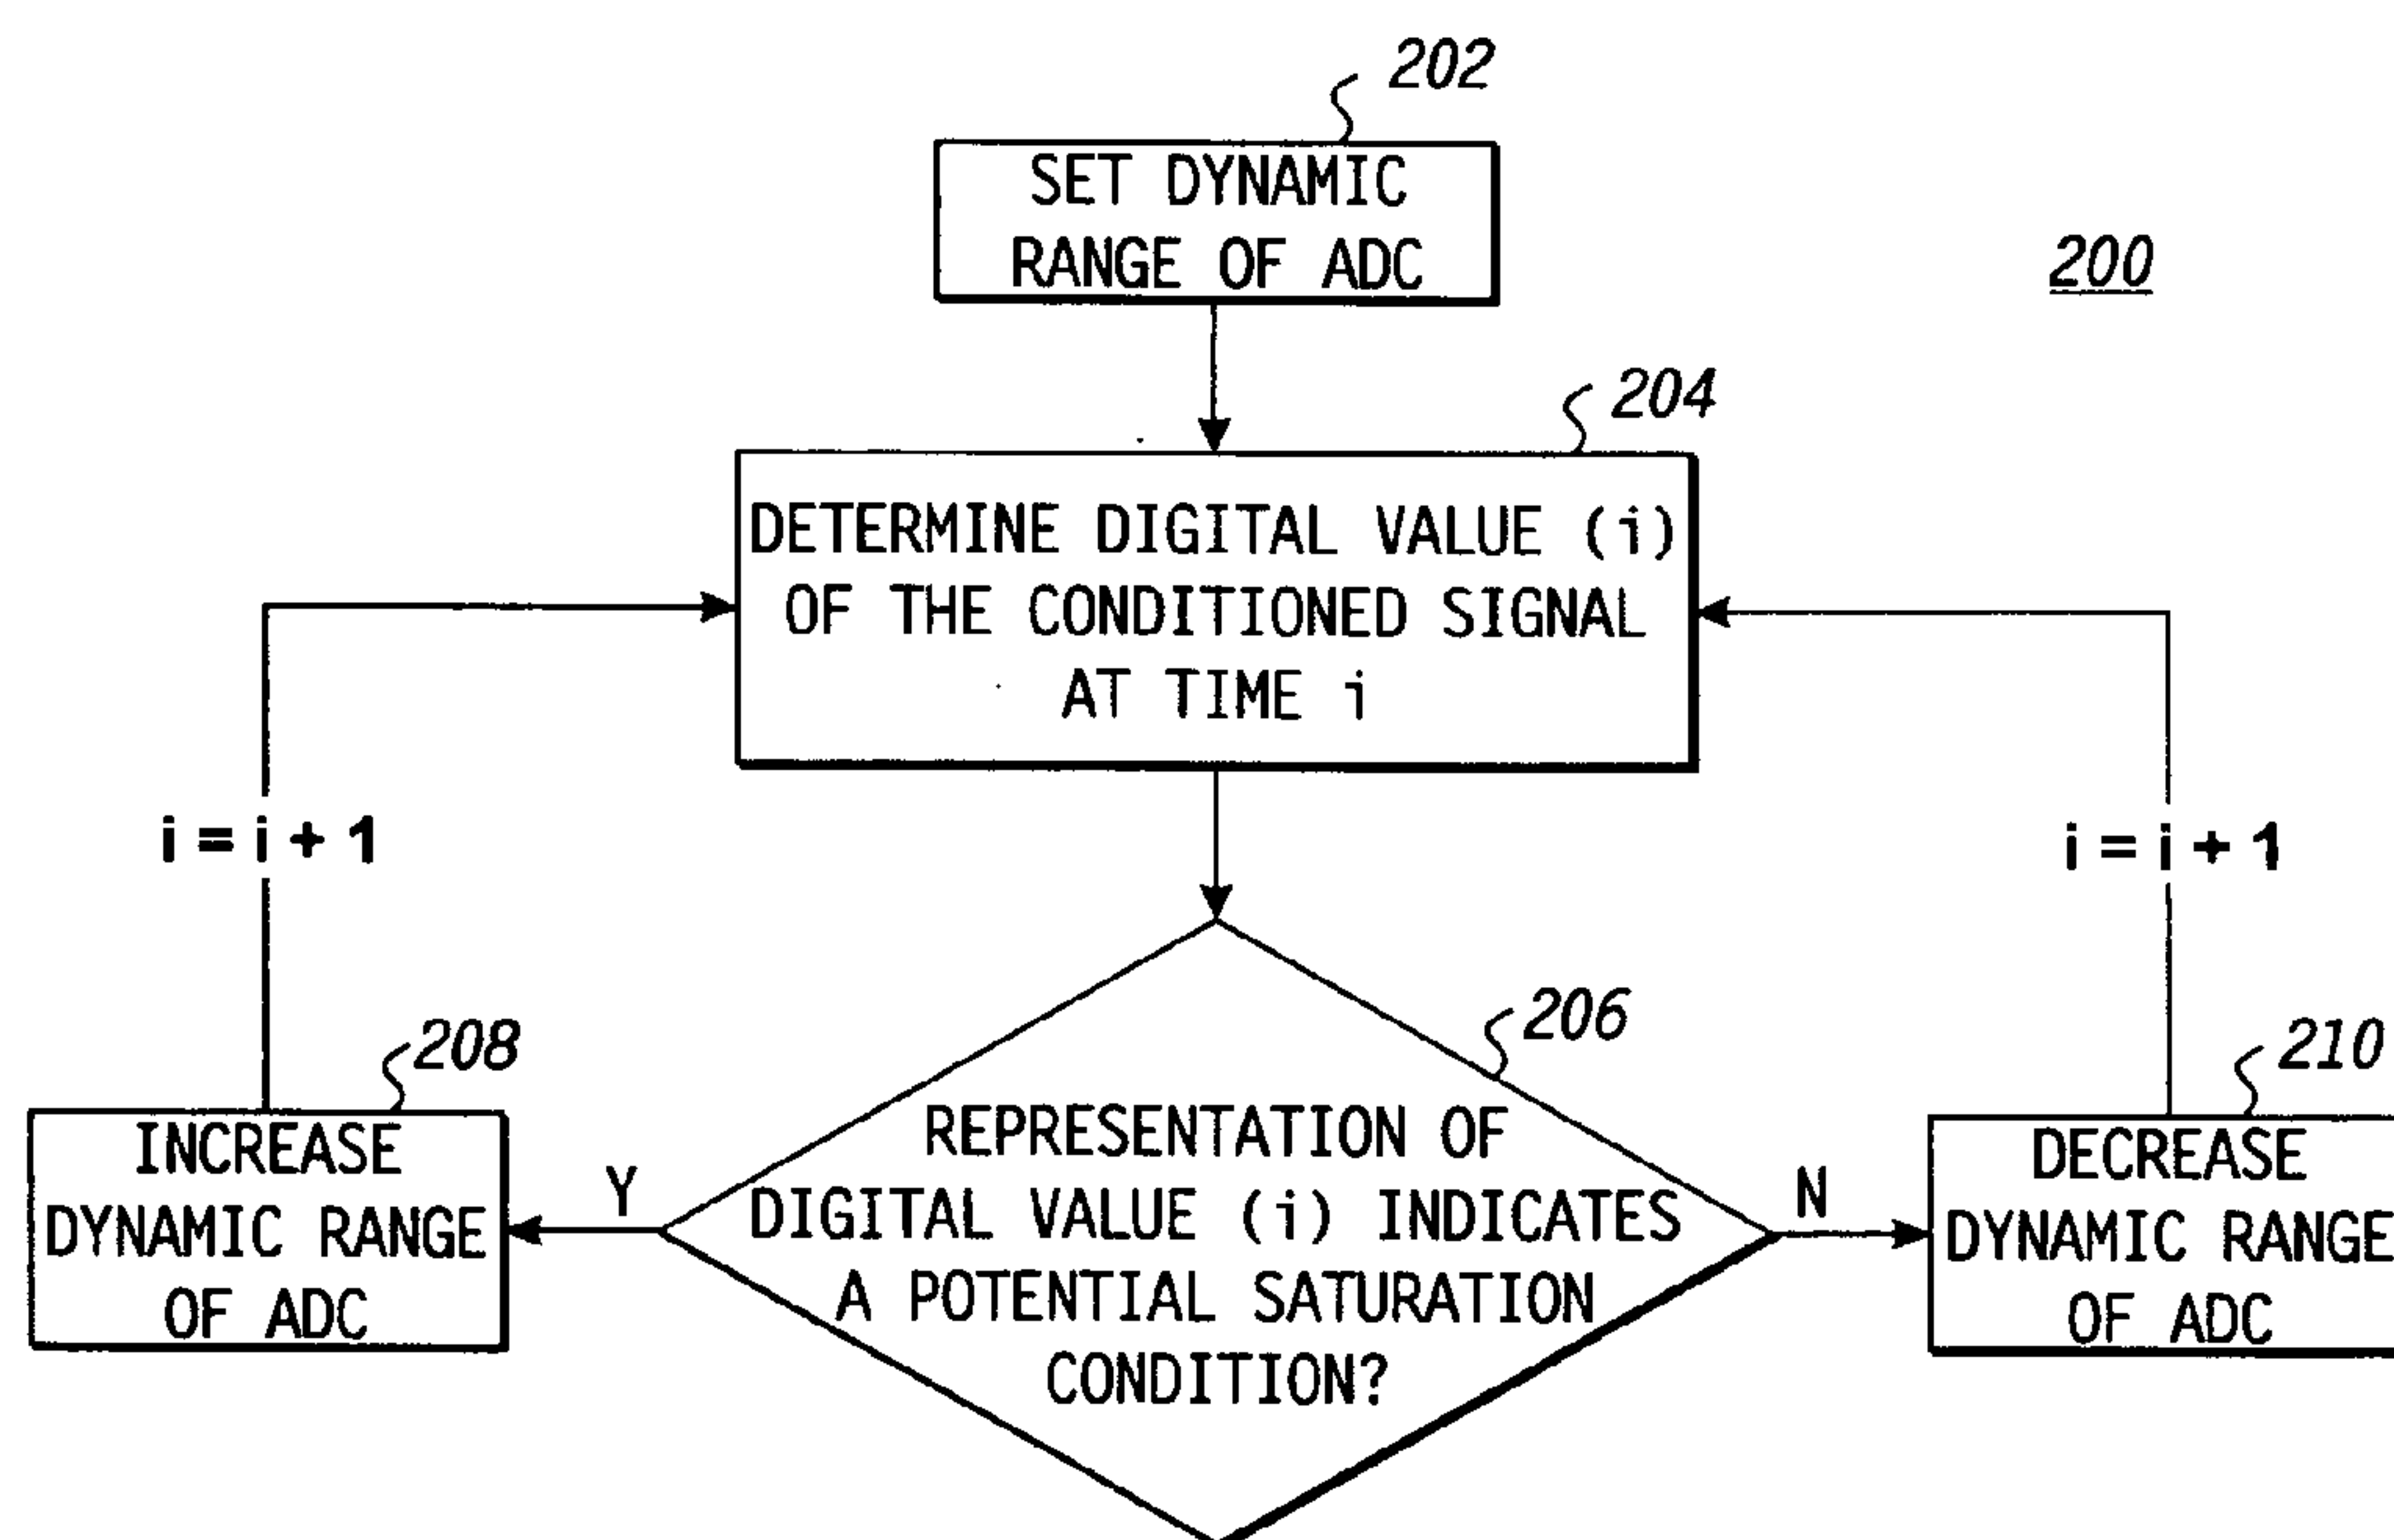 202
SET DYNAMIC
RANGE OF ADC
200
204
DETERMINE DIGITAL VALUE (i)
OF THE CONDITIONED SIGNAL
AT TIME i
i = i + 1
i = i + 1
206
208
210
INCREASE
DYNAMIC RANGE
OF ADC
Y
REPRESENTATION OF
DIGITAL VALUE (i) INDICATES
A POTENTIAL SATURATION
CONDITION?
N
DECREASE
DYNAMIC RANGE
OF ADC